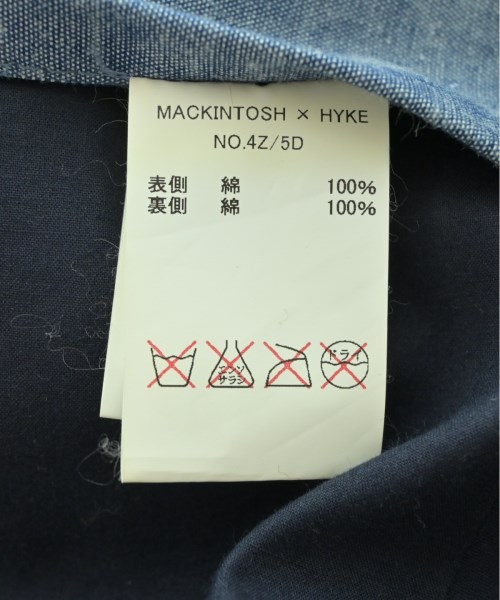 MACKINTOSH × HYKE
NO.4Z/5D
表側 綿 100%
裏側 綿 100%
エンソ
サラシ
ドライ